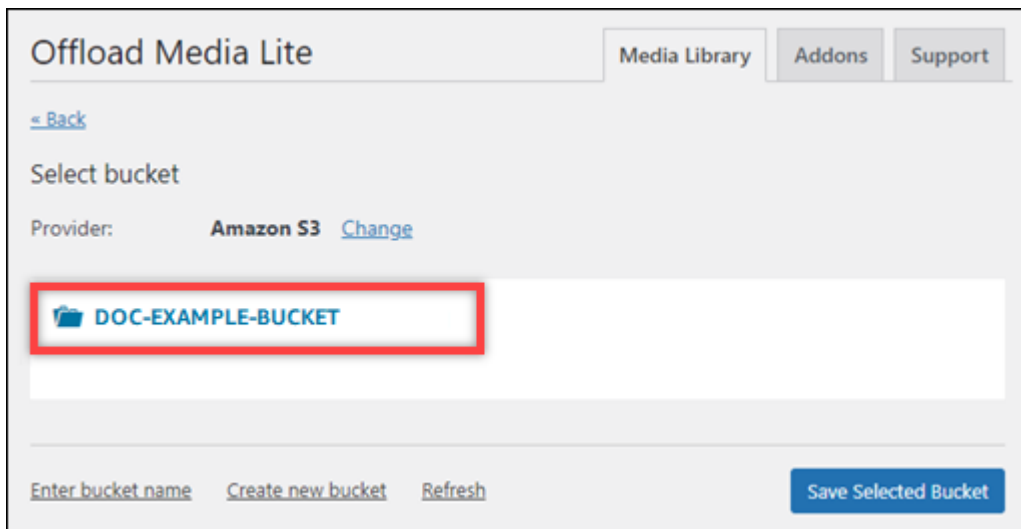 Offload Media Lite
Media Library Addons Support
« Back
Select bucket
Provider: Amazon S3 Change
DOC-EXAMPLE-BUCKET
Enter bucket name Create new bucket Refresh Save Selected Bucket